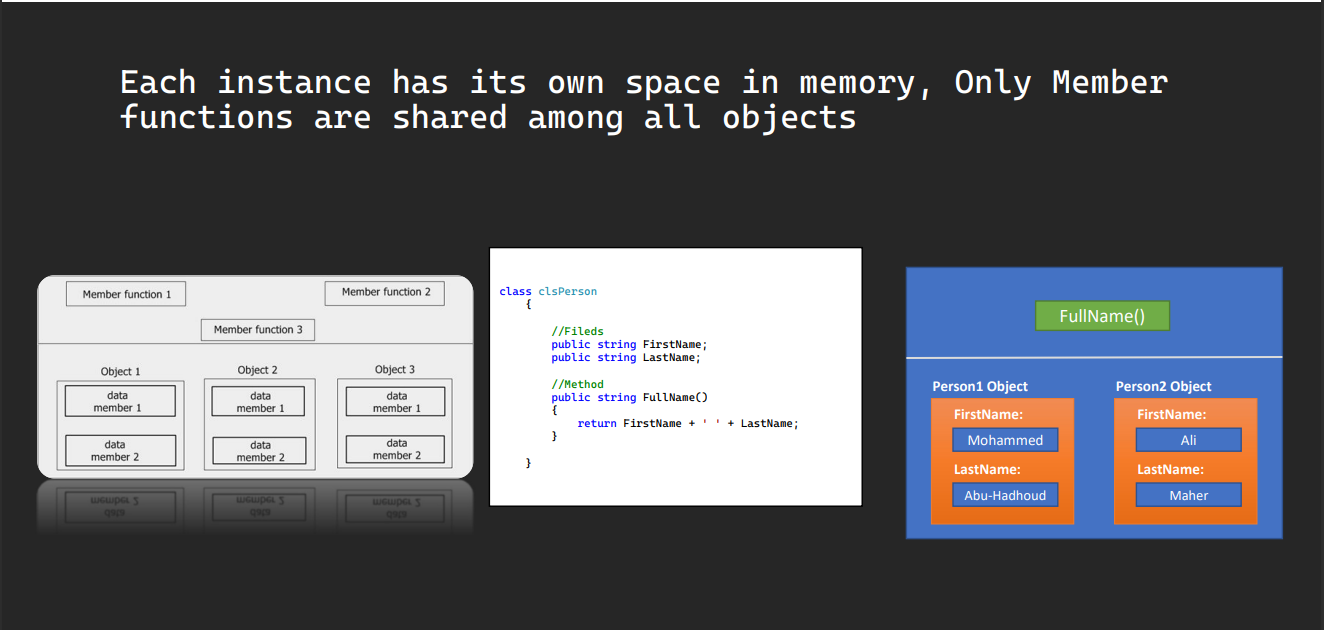 Each instance has its own space in memory, Only Member
functions are shared among all objects
Member function 1
Member function 2
Member function 3
Object 1
Object 2
Object 3
data
member 1
data
member 1
data
member 1
data
member 2
data
member 2
data
member 2
class clsPerson
{
//Fileds
public string FirstName;
public string LastName;
//Method
public string FullName()
{
return FirstName + ' ' + LastName;
}
}
FullName()
Person1 Object
Person2 Object
FirstName:
FirstName:
Mohammed
Ali
LastName:
LastName:
Abu-Hadhoud
Maher